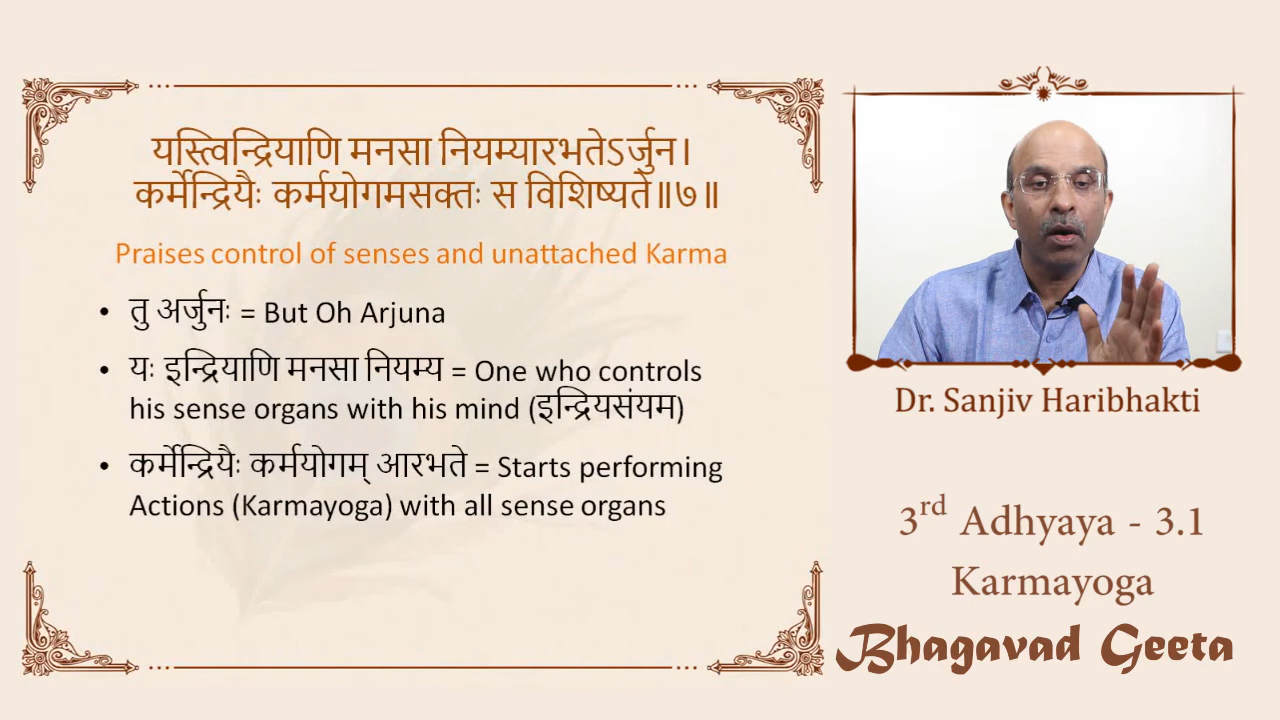 यस्त्विन्द्रियाणि मनसा नियम्यारभतेऽर्जुन।
कर्मेन्द्रियैः कर्मयोगमसक्तः स विशिष्यते॥७॥
Praises control of senses and unattached Karma
• तु अर्जुनः = But Oh Arjuna
• यः इन्द्रियाणि मनसा नियम्य = One who controls
his sense organs with his mind (इन्द्रियसंयम)
• कर्मेन्द्रियैः कर्मयोगम् आरभते = Starts performing
Actions (Karmayoga) with all sense organs
Dr. Sanjiv Haribhakti
3rd Adhyaya - 3.1
Karmayoga
Bhagavad Geeta